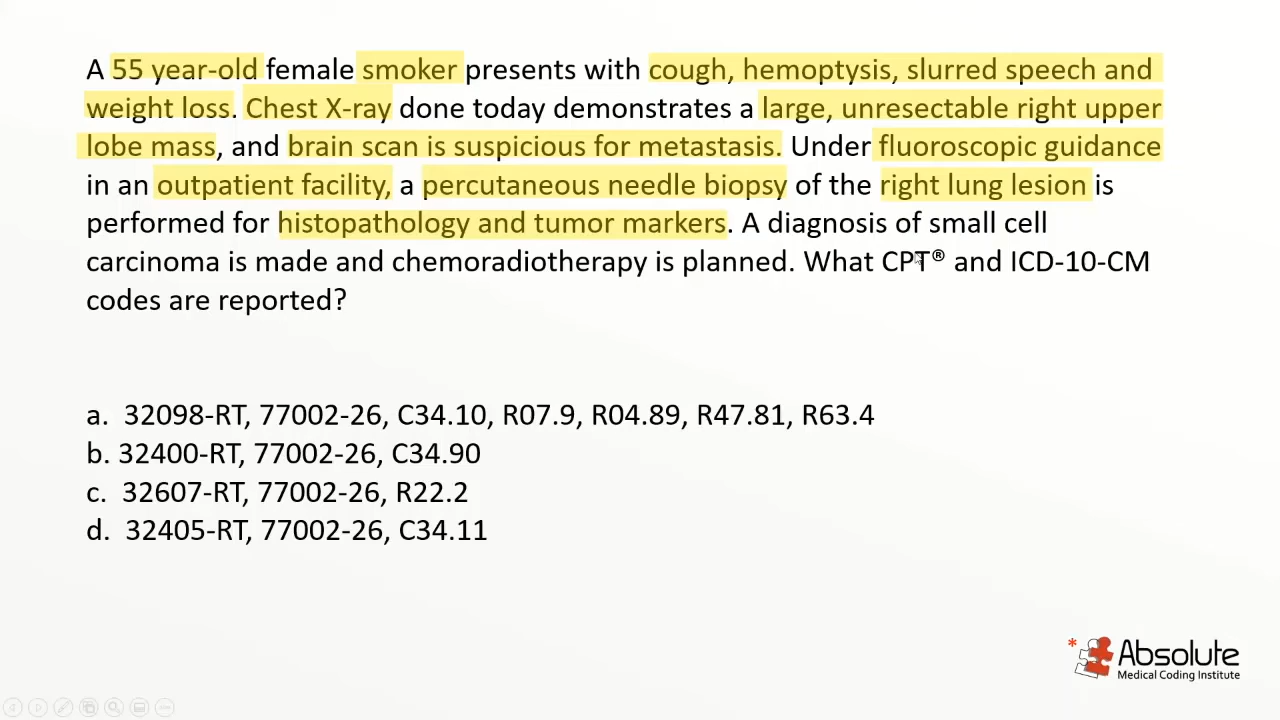 A 55 year-old female smoker presents with cough, hemoptysis, slurred speech and
weight loss. Chest X-ray done today demonstrates a large, unresectable right upper
lobe mass, and brain scan is suspicious for metastasis. Under fluoroscopic guidance
in an outpatient facility, a percutaneous needle biopsy of the right lung lesion is
performed for histopathology and tumor markers. A diagnosis of small cell
carcinoma is made and chemoradiotherapy is planned. What CPT® and ICD-10-CM
codes are reported?
a. 32098-RT, 77002-26, C34.10, R07.9, R04.89, R47.81, R63.4
b. 32400-RT, 77002-26, C34.90
c. 32607-RT, 77002-26, R22.2
d. 32405-RT, 77002-26, C34.11
* Absolute
Medical Coding Institute